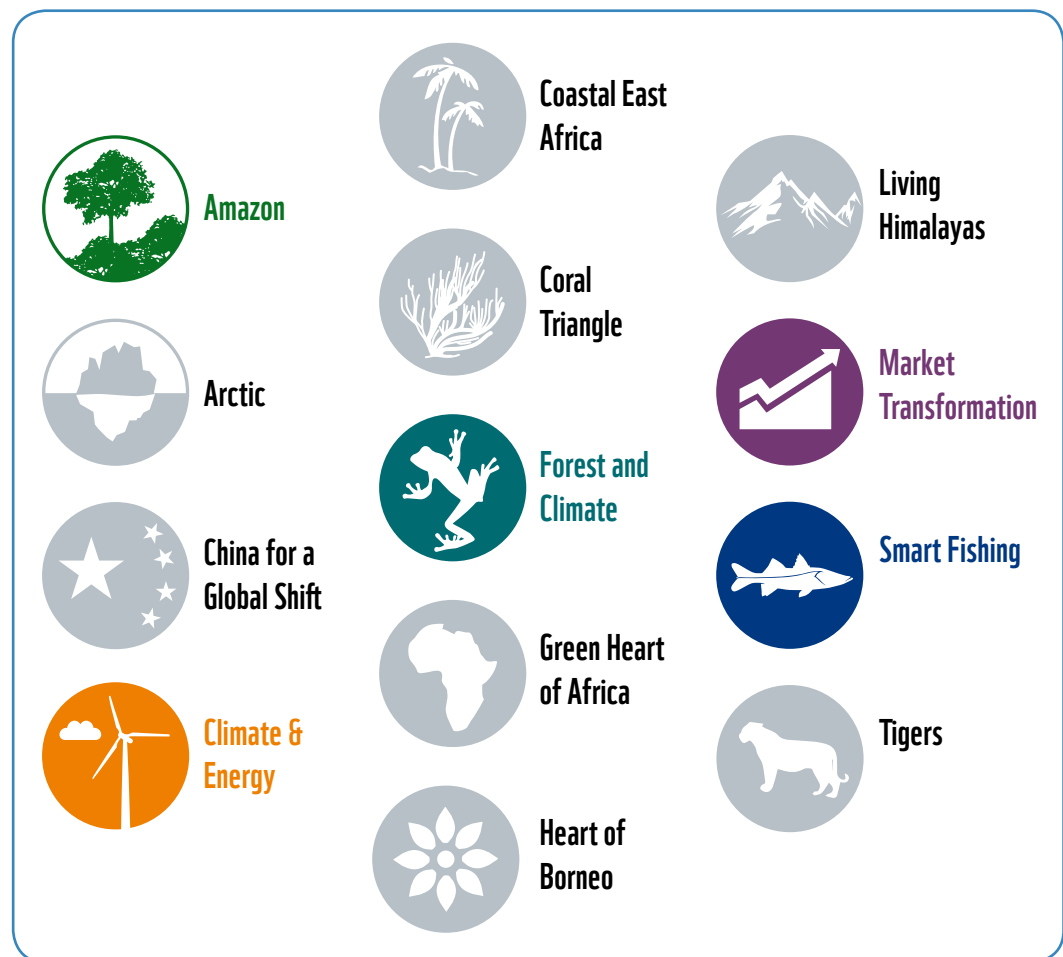 Amazon
Arctic
China for a
Global Shift
Climate &
Energy
Coastal East
Africa
Coral
Triangle
Forest and
Climate
Green Heart
of Africa
Heart of
Borneo
Living
Himalayas
Market
Transformation
Smart Fishing
Tigers